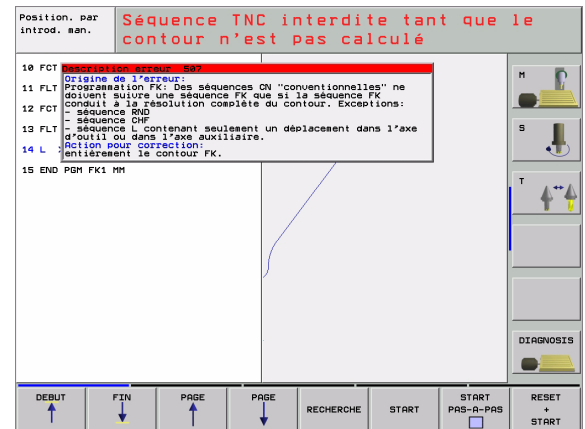 Position. par
introd. man.
Séquence TNC interdite tant que le
contour n'est pas calculé
10 FCT
11 FLT
12 FCT
13 FLT
14 L
15 END PGM FK1 MM
Description erreur 507
Origine de l'erreur:
Programmation FK: Des séquences CN "conventionnelles" ne
doivent suivre une séquence FK que si la séquence FK
conduit à la résolution complète du contour. Exceptions:
- séquence RND
- séquence CHF
- séquence L contenant seulement un déplacement dans l'axe
d'outil ou dans l'axe auxiliaire.
Action pour correction:
entiérement le contour FK.
M
S
T
DIAGNOSIS
DEBUT
FIN
PAGE
PAGE
RECHERCHE
START
START
PAS-A-PAS
RESET
+
START